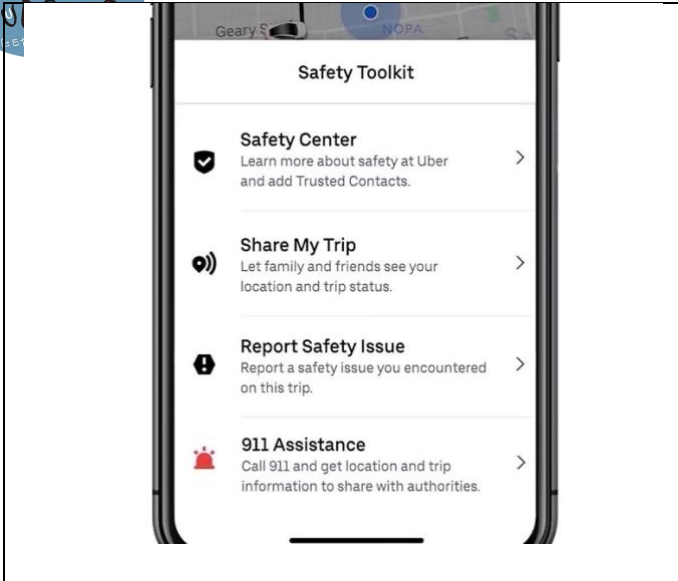 Geary S
NOPA
Safety Toolkit
Safety Center
Learn more about safety at Uber
and add Trusted Contacts.
Share My Trip
Let family and friends see your
location and trip status.
Report Safety Issue
Report a safety issue you encountered
on this trip.
911 Assistance
Call 911 and get location and trip
information to share with authorities.